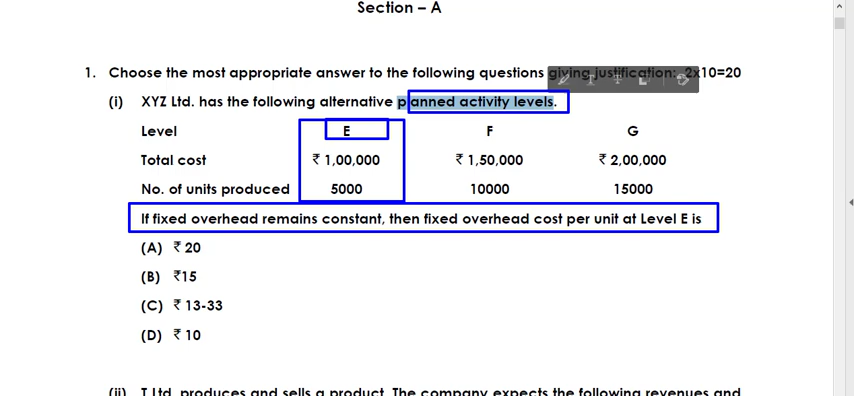 Section – A
1. Choose the most appropriate answer to the following questions giving justification: 2x10=20
(i) XYZ Ltd. has the following alternative planned activity levels.
Level E F G
Total cost ₹ 1,00,000 ₹ 1,50,000 ₹ 2,00,000
No. of units produced 5000 10000 15000
If fixed overhead remains constant, then fixed overhead cost per unit at Level E is
(A) ₹ 20
(B) ₹15
(C) ₹ 13-33
(D) ₹ 10
(ii) T Ltd. produces and sells a product. The company expects the following revenues and